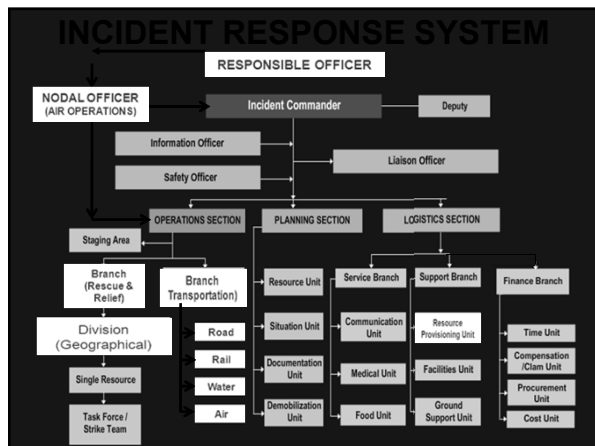 INCIDENT RESPONSE SYSTEM
RESPONSIBLE OFFICER
NODAL OFFICER
(AIR OPERATIONS)
Incident Commander
Deputy
Information Officer
Liaison Officer
Safety Officer
OPERATIONS SECTION
PLANNING SECTION
LOGISTICS SECTION
Staging Area
Branch
(Rescue &
Relief)
Branch
Transportation)
Resource Unit
Service Branch
Support Branch
Finance Branch
Division
(Geographical)
Road
Rail
Water
Air
Situation Unit
Communication
Unit
Resource
Provisioning Unit
Time Unit
Single Resource
Documentation
Unit
Medical Unit
Facilities Unit
Compensation
/Clam Unit
Procurement
Unit
Task Force /
Strike Team
Demobilization
Unit
Food Unit
Ground
Support Unit
Cost Unit